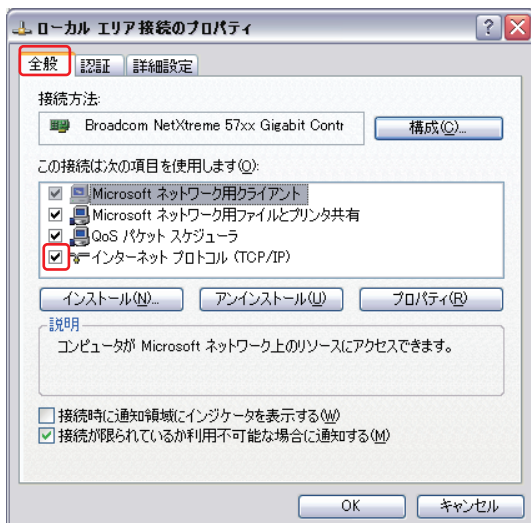 ローカル エリア接続のプロパティ
全般 認証 詳細設定
接続方法:
Broadcom NetXtreme 57xx Gigabit Contr 構成(C)...
この接続は次の項目を使用します(O):
Microsoft ネットワーク用クライアント
Microsoft ネットワーク用ファイルとプリンタ共有
QoS パケット スケジューラ
インターネット プロトコル (TCP/IP)
インストール(N)... アンインストール(U) プロパティ(R)
説明
コンピュータが Microsoft ネットワーク上のリソースにアクセスできます。
接続時に通知領域にインジケータを表示する(W)
接続が限られているか利用不可能な場合に通知する(M)
OK キャンセル